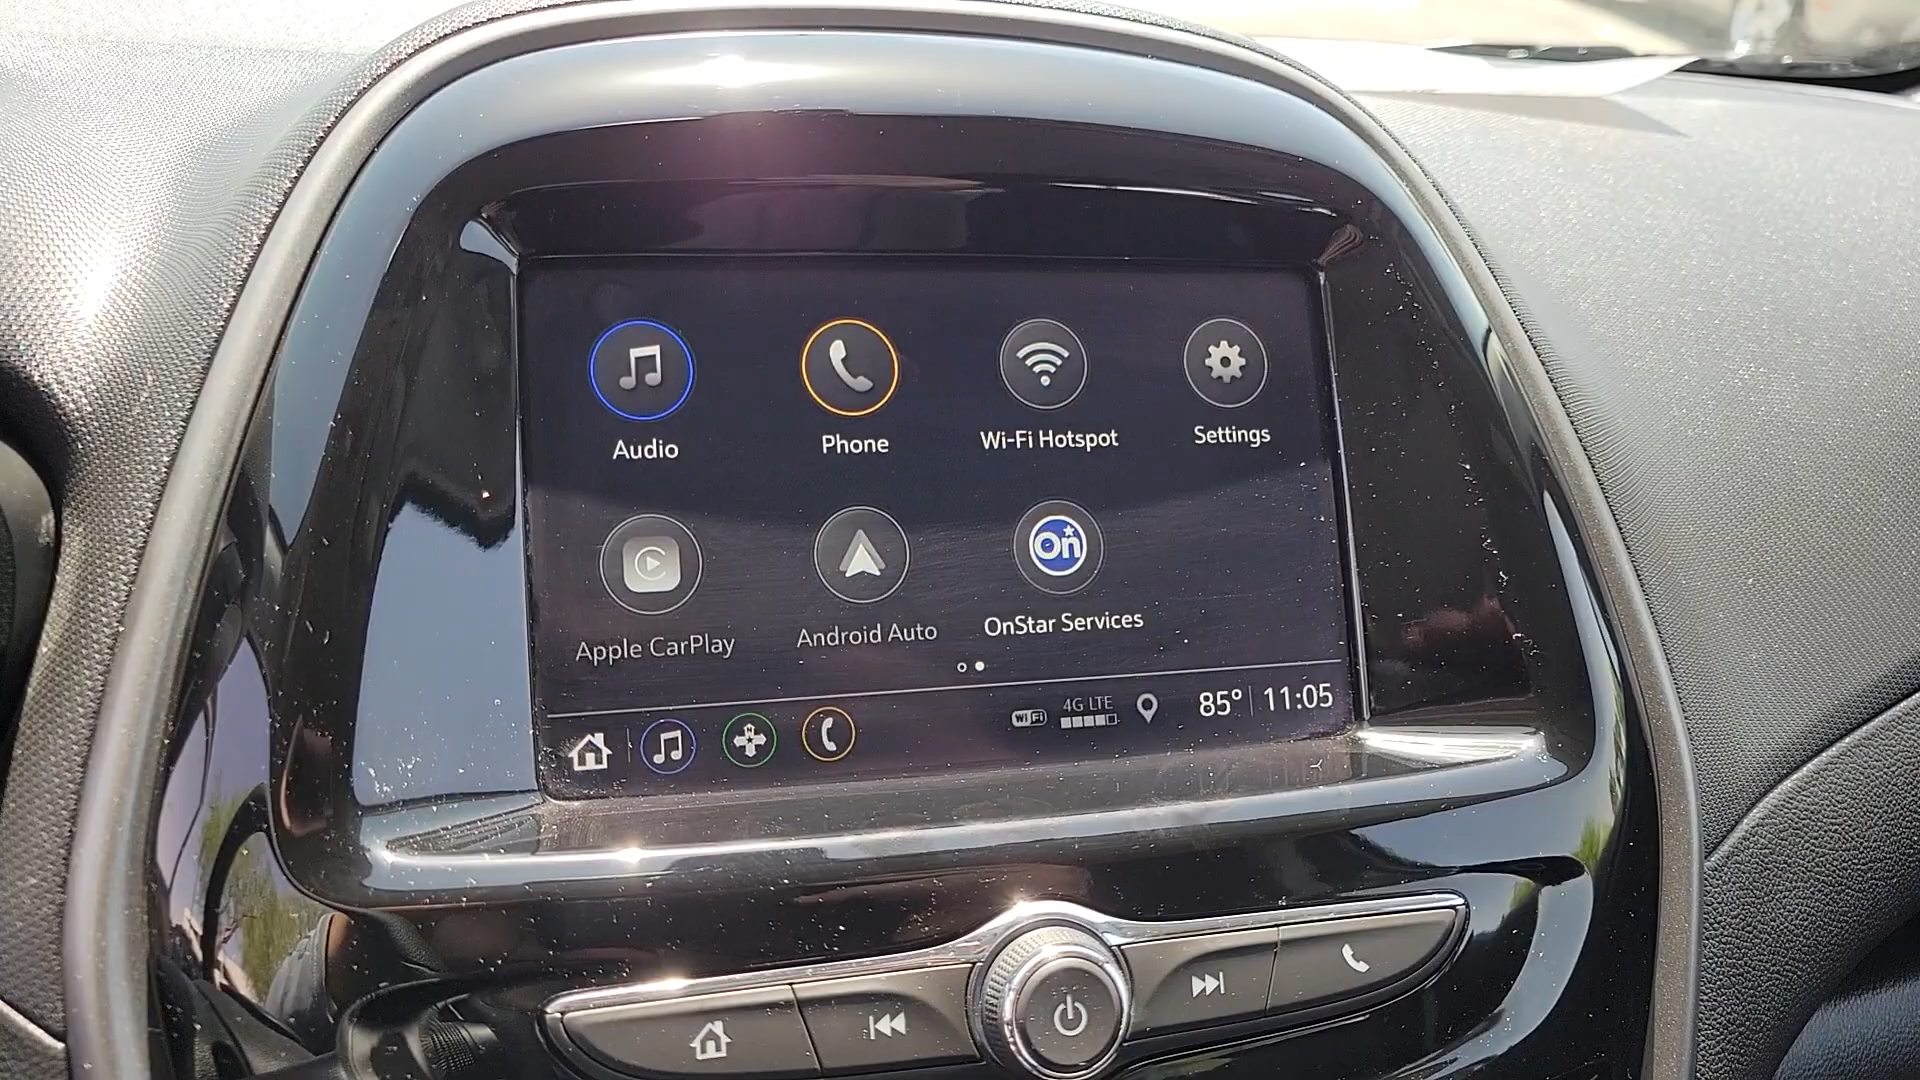 Audio
Phone
Wi-Fi Hotspot
Settings
Apple CarPlay
Android Auto
On
OnStar Services
N
WiFi
4G LTE
85° 11:05